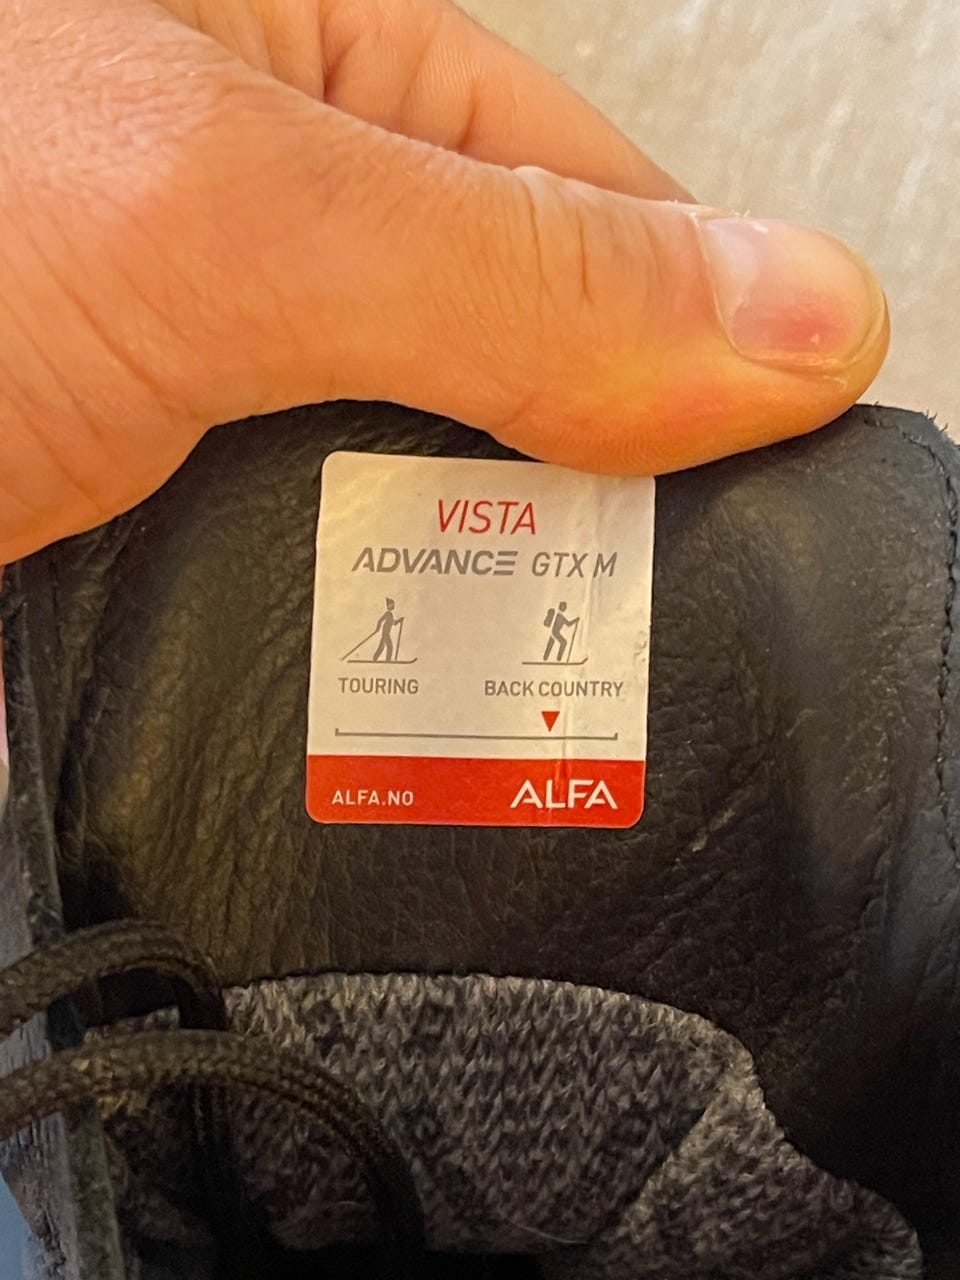 VISTA
ADVANCE GTX M
TOURING
BACK COUNTRY
ALFA.NO
ALFA